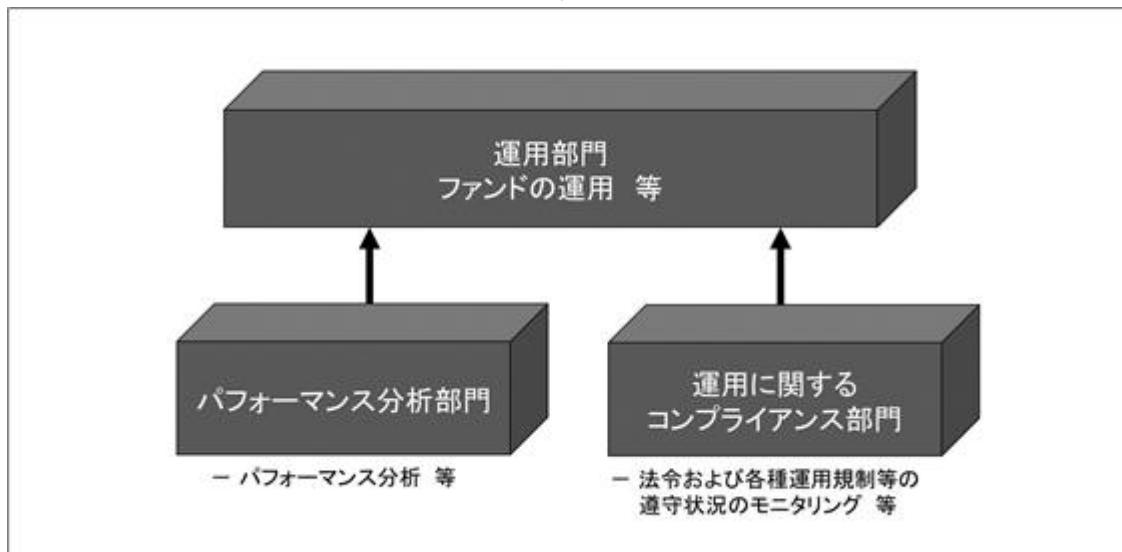 運用部門
ファンドの運用 等
パフォーマンス分析部門
－ パフォーマンス分析 等
運用に関する
コンプライアンス部門
－ 法令および各種運用規制等の
遵守状況のモニタリング 等